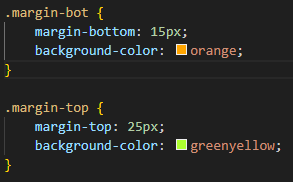 .margin-bot {
    margin-bottom: 15px;
    background-color: orange;
}

.margin-top {
    margin-top: 25px;
    background-color: greenyellow;
}